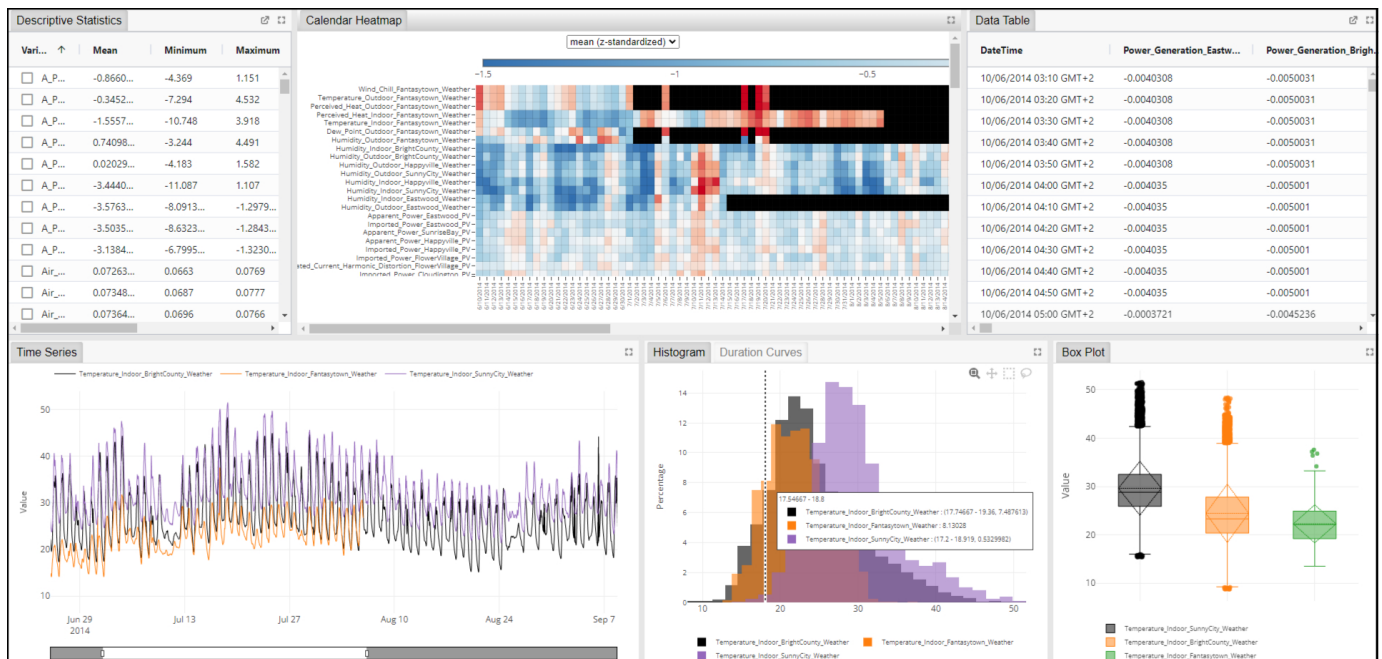 Descriptive Statistics
Vari... ↑ Mean Minimum Maximum
A_P... -0.8660... -4.369 1.151
A_P... -0.3452... -7.294 4.532
A_P... -1.5557... -10.748 3.918
A_P... 0.74098... -3.244 4.491
A_P... 0.02029... -4.183 1.582
A_P... -3.4440... -11.087 1.107
A_P... -3.5763... -8.0913... -1.2979...
A_P... -3.5035... -8.6323... -1.2843...
A_P... -3.1384... -6.7995... -1.3230...
Air_... 0.07263... 0.0663 0.0769
Air_... 0.07348... 0.0687 0.0777
Air_... 0.07364... 0.0696 0.0766
Calendar Heatmap
mean (z-standardized)
−1.5 −1 −0.5
Wind_Chill_Fantasytown_Weather
Temperature_Outdoor_Fantasytown_Weather
Perceived_Heat_Outdoor_Fantasytown_Weather
Perceived_Heat_Indoor_Fantasytown_Weather
Temperature_Indoor_Fantasytown_Weather
Dew_Point_Outdoor_Fantasytown_Weather
Humidity_Outdoor_Fantasytown_Weather
Humidity_Indoor_BrightCounty_Weather
Humidity_Outdoor_BrightCounty_Weather
Humidity_Outdoor_Happyville_Weather
Humidity_Outdoor_SunnyCity_Weather
Humidity_Indoor_Happyville_Weather
Humidity_Indoor_SunnyCity_Weather
Humidity_Indoor_Eastwood_Weather
Humidity_Outdoor_Eastwood_Weather
Apparent_Power_Eastwood_PV
Imported_Power_Eastwood_PV
Apparent_Power_SunriseBay_PV
Apparent_Power_Happyville_PV
Imported_Power_Happyville_PV
Imported_Power_FlowerVillage_PV
ated_Current_Harmonic_Distortion_FlowerVillage_PV
Imported_Power_Cloudington_PV
Data Table
DateTime Power_Generation_Eastw... Power_Generation_Brigh.
10/06/2014 03:10 GMT+2 -0.0040308 -0.0050031
10/06/2014 03:20 GMT+2 -0.0040308 -0.0050031
10/06/2014 03:30 GMT+2 -0.0040308 -0.0050031
10/06/2014 03:40 GMT+2 -0.0040308 -0.0050031
10/06/2014 03:50 GMT+2 -0.0040308 -0.0050031
10/06/2014 04:00 GMT+2 -0.004035 -0.005001
10/06/2014 04:10 GMT+2 -0.004035 -0.005001
10/06/2014 04:20 GMT+2 -0.004035 -0.005001
10/06/2014 04:30 GMT+2 -0.004035 -0.005001
10/06/2014 04:40 GMT+2 -0.004035 -0.005001
10/06/2014 04:50 GMT+2 -0.004035 -0.005001
10/06/2014 05:00 GMT+2 -0.0003721 -0.0045236
Time Series
Temperature_Indoor_BrightCounty_Weather Temperature_Indoor_Fantasytown_Weather Temperature_Indoor_SunnyCity_Weather
Value
50
40
30
20
10
Jun 29 Jul 13 Jul 27 Aug 10 Aug 24 Sep 7
2014
Histogram Duration Curves
Percentage
14
12
10
8
6
4
2
0
17.54667 - 18.8
Temperature_Indoor_BrightCounty_Weather : (17.74667 - 19.36, 7.487613)
Temperature_Indoor_Fantasytown_Weather : 8.13028
Temperature_Indoor_SunnyCity_Weather : (17.2 - 18.919, 0.5329982)
10 20 30 40 50
Temperature_Indoor_BrightCounty_Weather Temperature_Indoor_Fantasytown_Weather
Temperature_Indoor_SunnyCity_Weather
Box Plot
Value
50
40
30
20
10
Temperature_Indoor_SunnyCity_Weather
Temperature_Indoor_BrightCounty_Weather
Temperature_Indoor_Fantasytown_Weather